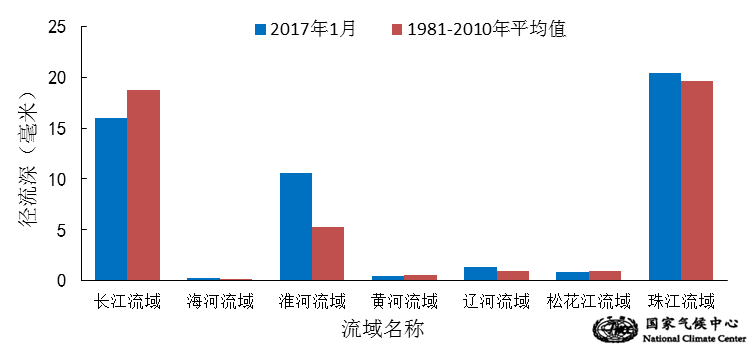 2017年1月 1981-2010年平均值
25
20
15
10
5
0
径流深（毫米）
长江流域 海河流域 淮河流域 黄河流域 辽河流域 松花江流域 珠江流域
流域名称
国家气候中心
National Climate Center